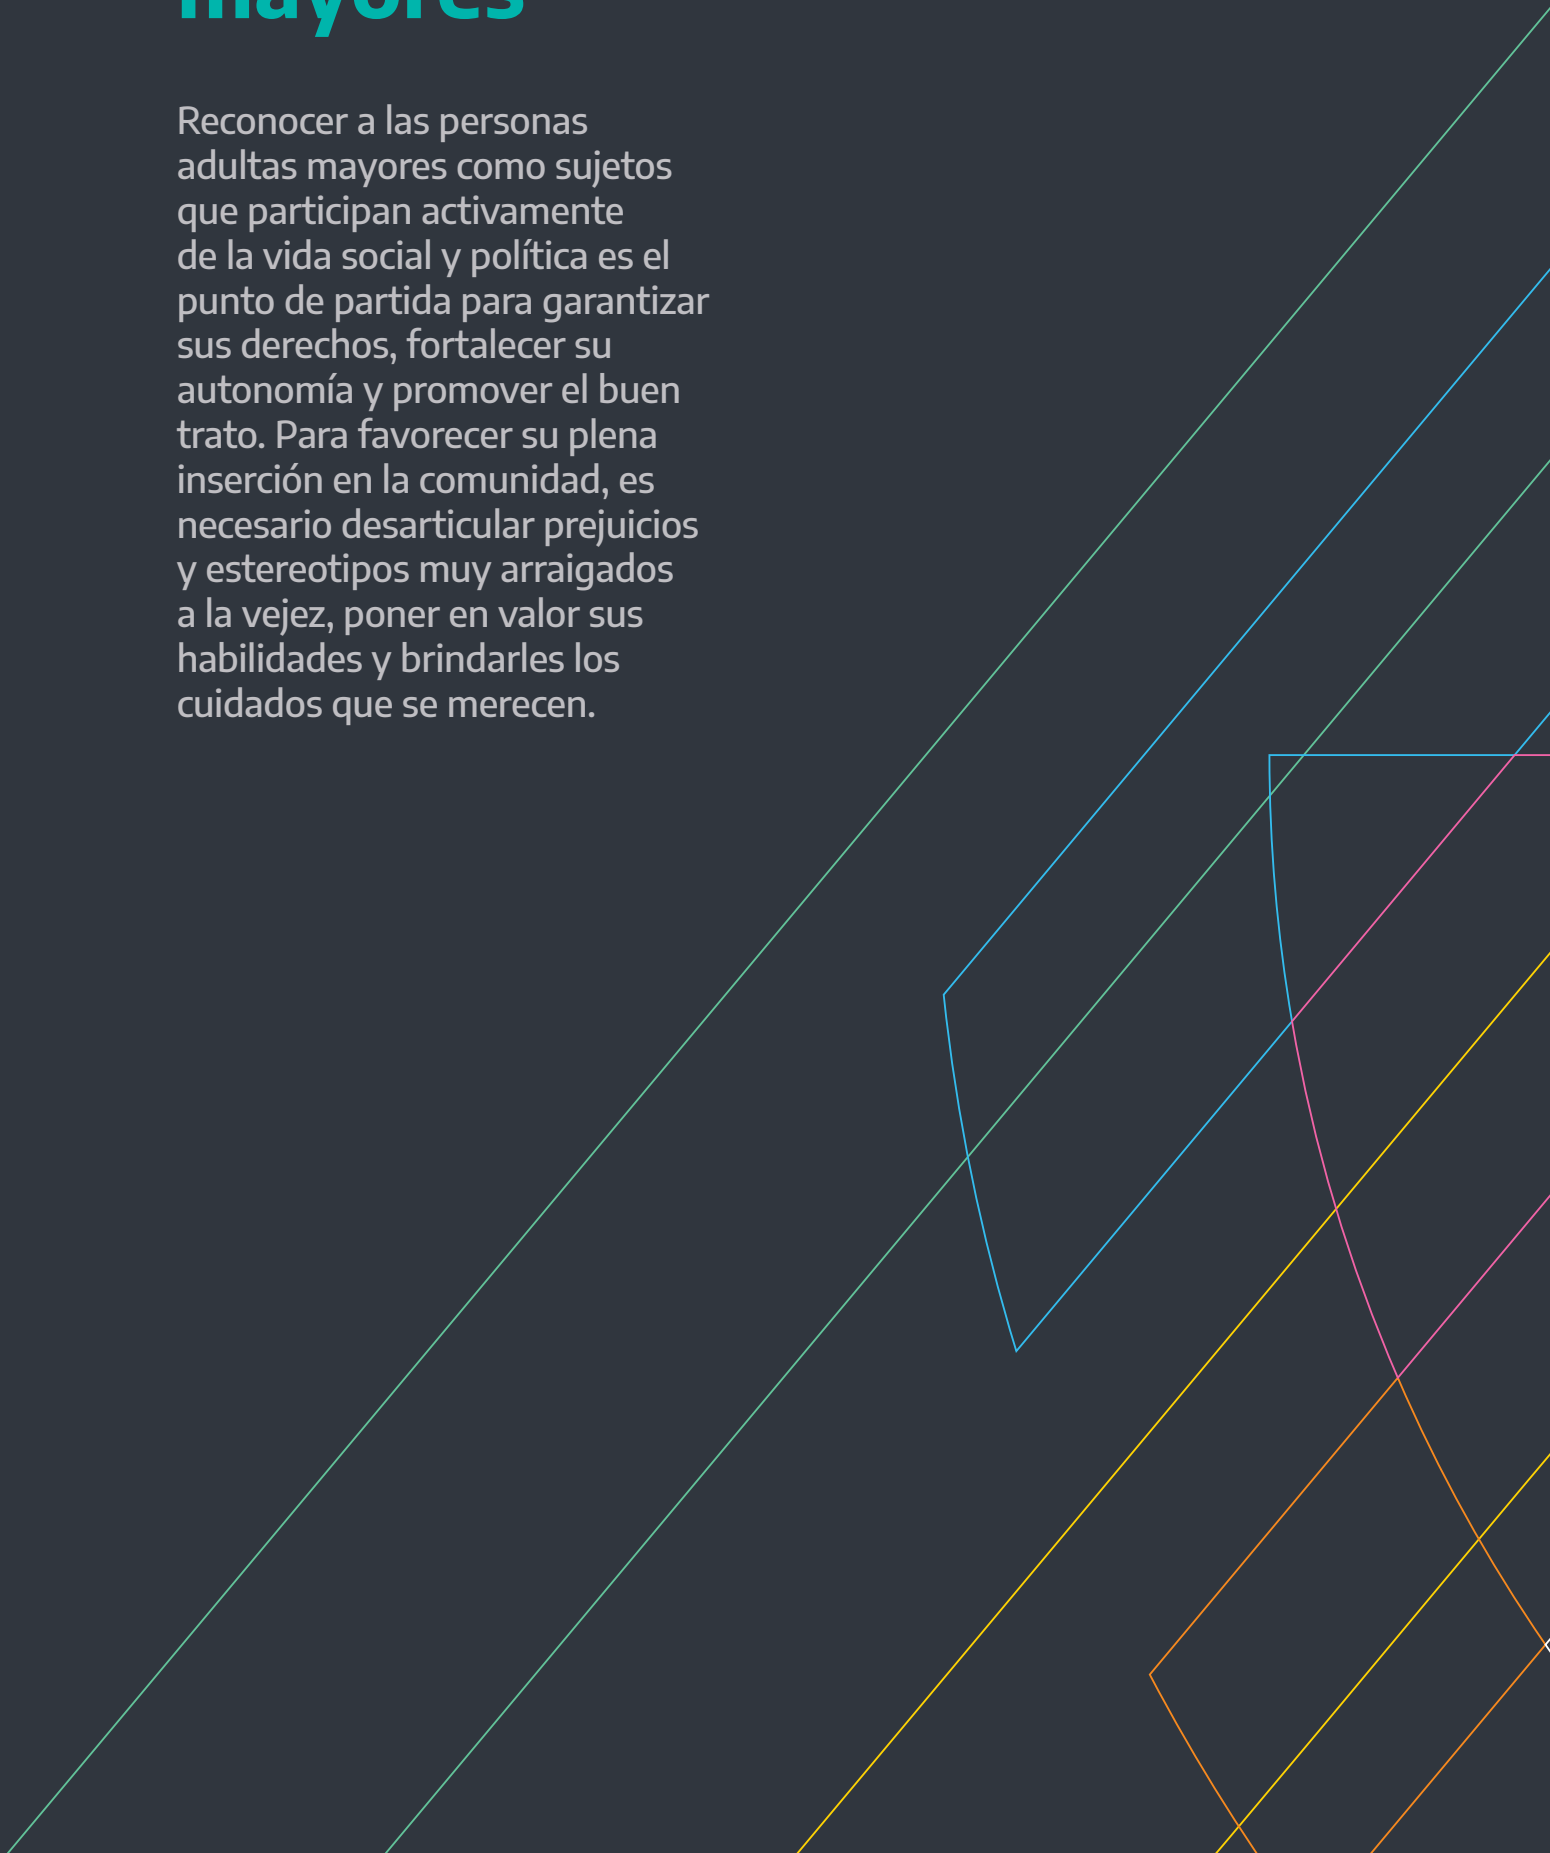 mayores
Reconocer a las personas
adultas mayores como sujetos
que participan activamente
de la vida social y política es el
punto de partida para garantizar
sus derechos, fortalecer su
autonomía y promover el buen
trato. Para favorecer su plena
inserción en la comunidad, es
necesario desarticular prejuicios
y estereotipos muy arraigados
a la vejez, poner en valor sus
habilidades y brindarles los
cuidados que se merecen.